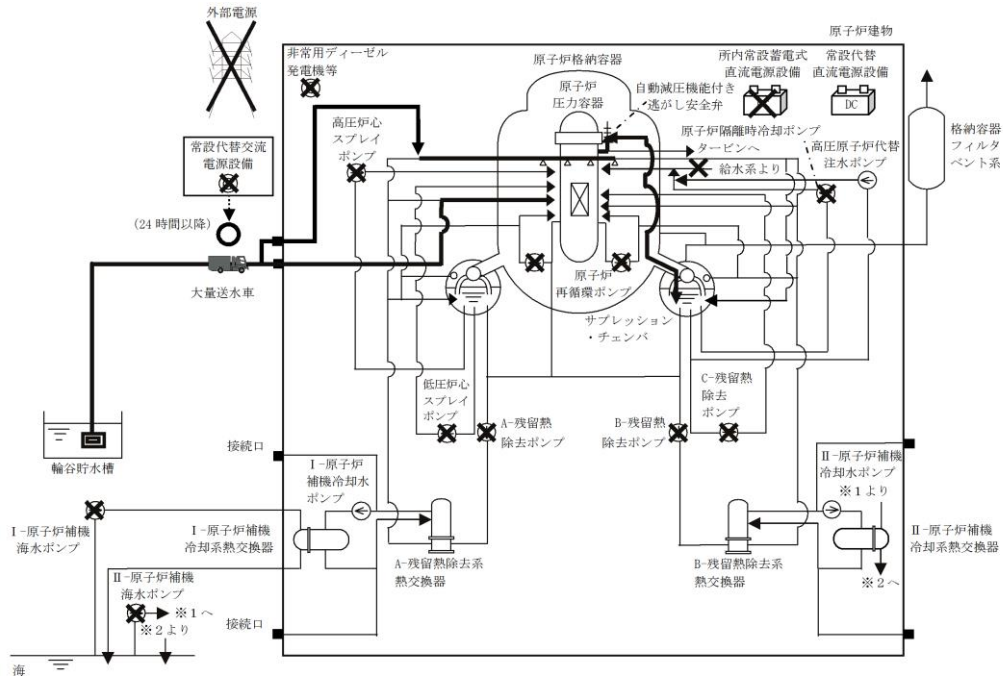 外部電源
原子炉建物
非常用ディーゼル
発電機等
原子炉格納容器
原子炉
圧力容器
自動減圧機能付き
逃がし安全弁
所内常設蓄電式
直流電源設備
常設代替
直流電源設備
DC
格納容器
フィルタ
ベント系
高圧炉心
スプレイ
ポンプ
原子炉隔離時冷却ポンプ
タービンへ
給水系より
高圧原子炉代替
注水ポンプ
常設代替交流
電源設備
(24時間以降)
大量送水車
原子炉
再循環ポンプ
サプレッション
・チェンバ
低圧炉心
スプレイ
ポンプ
A-残留熱
除去ポンプ
B-残留熱
除去ポンプ
C-残留熱
除去
ポンプ
輪谷貯水槽
接続口
Ⅰ-原子炉
補機冷却水
ポンプ
Ⅱ-原子炉補機
冷却水ポンプ
※1より
Ⅰ-原子炉補機
海水ポンプ
Ⅰ-原子炉補機
冷却系熱交換器
A-残留熱除去系
熱交換器
B-残留熱除去系
熱交換器
Ⅱ-原子炉補機
冷却系熱交換器
※2へ
Ⅱ-原子炉補機
海水ポンプ
※1へ
※2より
接続口
海